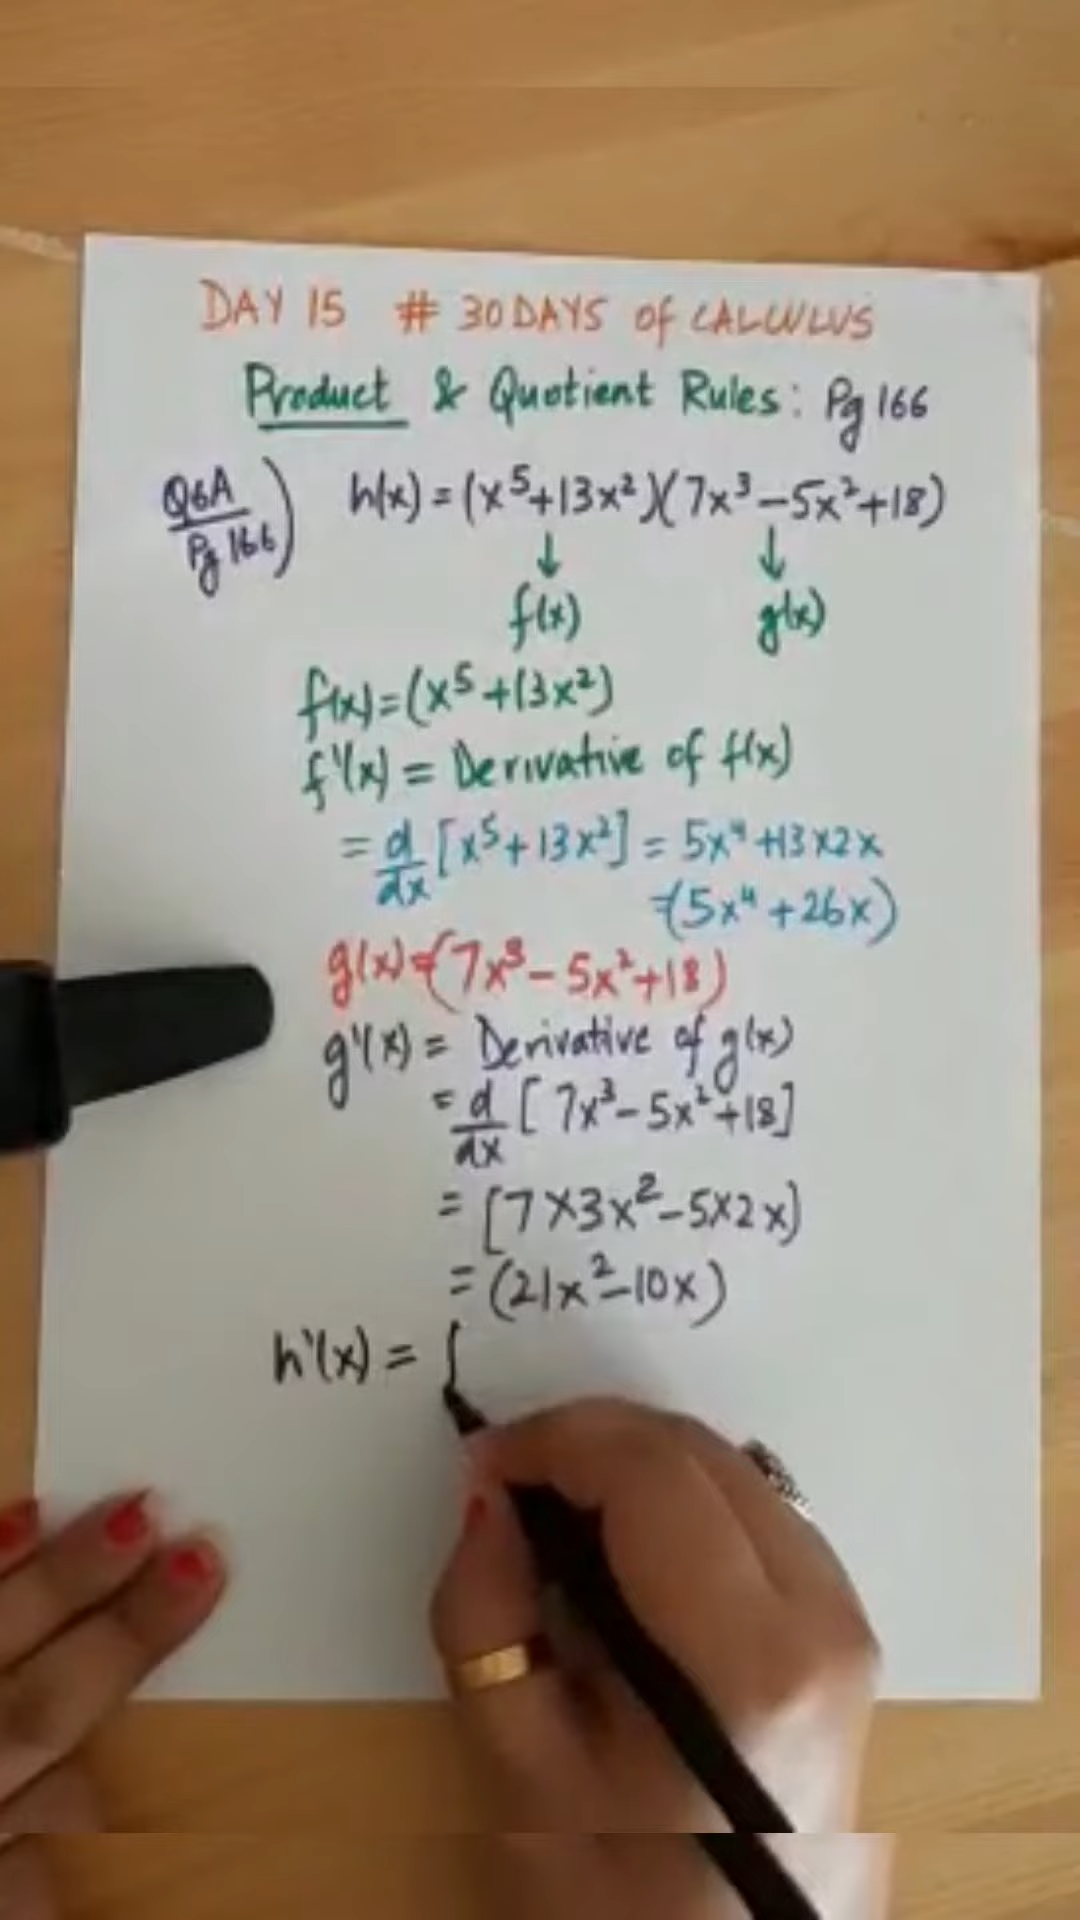 DAY 15 # 30 DAYS of CALCULUS
Product & Quotient Rules: Pg 166
Q6A / Pg 166) h(x) = (x⁵+13x²)(7x³-5x²+18)
↓ ↓
f(x) g(x)
f(x)=(x⁵+13x²)
f'(x) = Derivative of f(x)
= d/dx [x⁵+13x²] = 5x⁴+13×2x
=(5x⁴+26x)
g(x)=(7x³-5x²+18)
g'(x) = Derivative of g(x)
= d/dx [7x³-5x²+18]
= [7×3x²-5×2x)
= (21x²-10x)
h'(x) = [